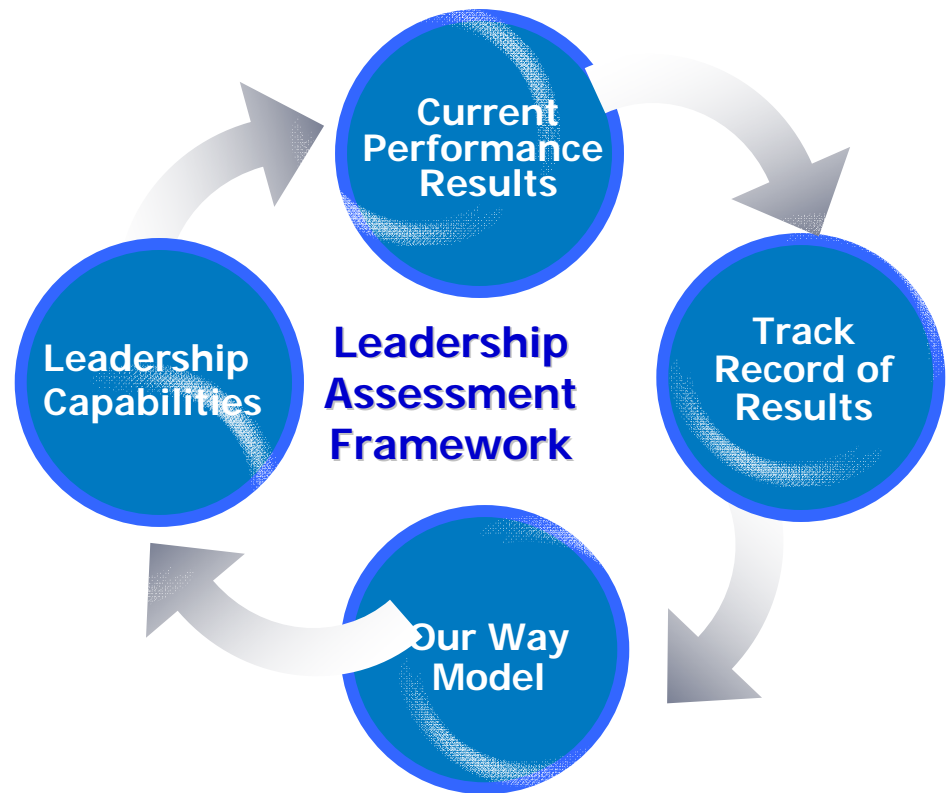 Current
Performance
Results
Track
Record of
Results
Our Way
Model
Leadership
Capabilities
Leadership
Assessment
Framework